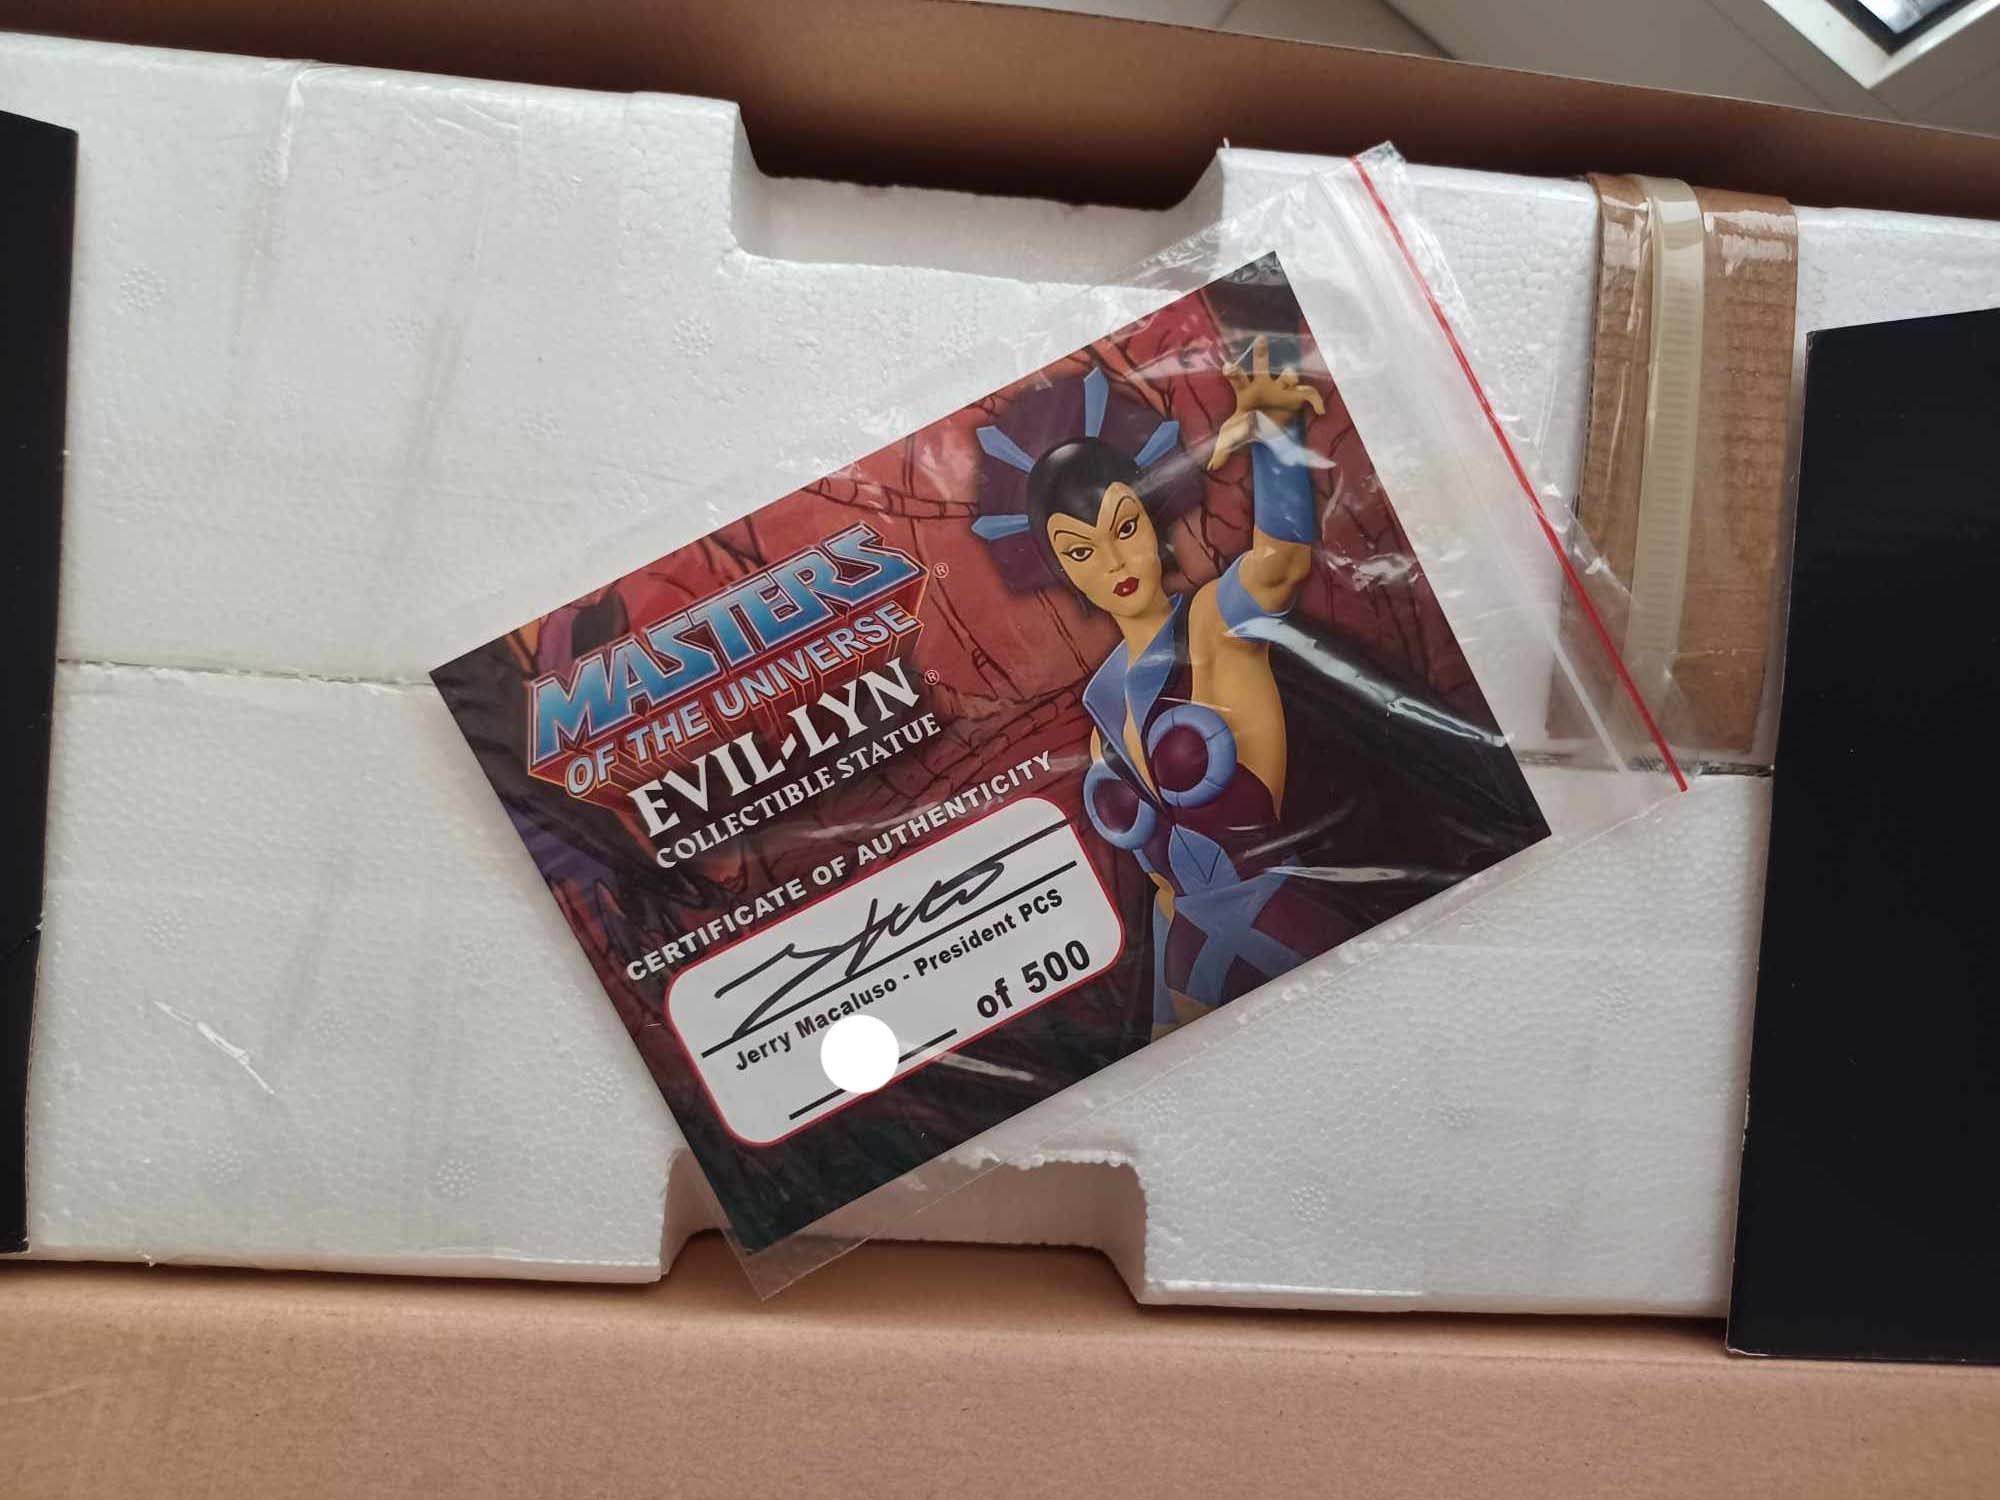 MASTERS ®
OF THE UNIVERSE
EVIL-LYN ®
COLLECTIBLE STATUE
CERTIFICATE OF AUTHENTICITY
Jerry Macaluso - President PCS
of 500